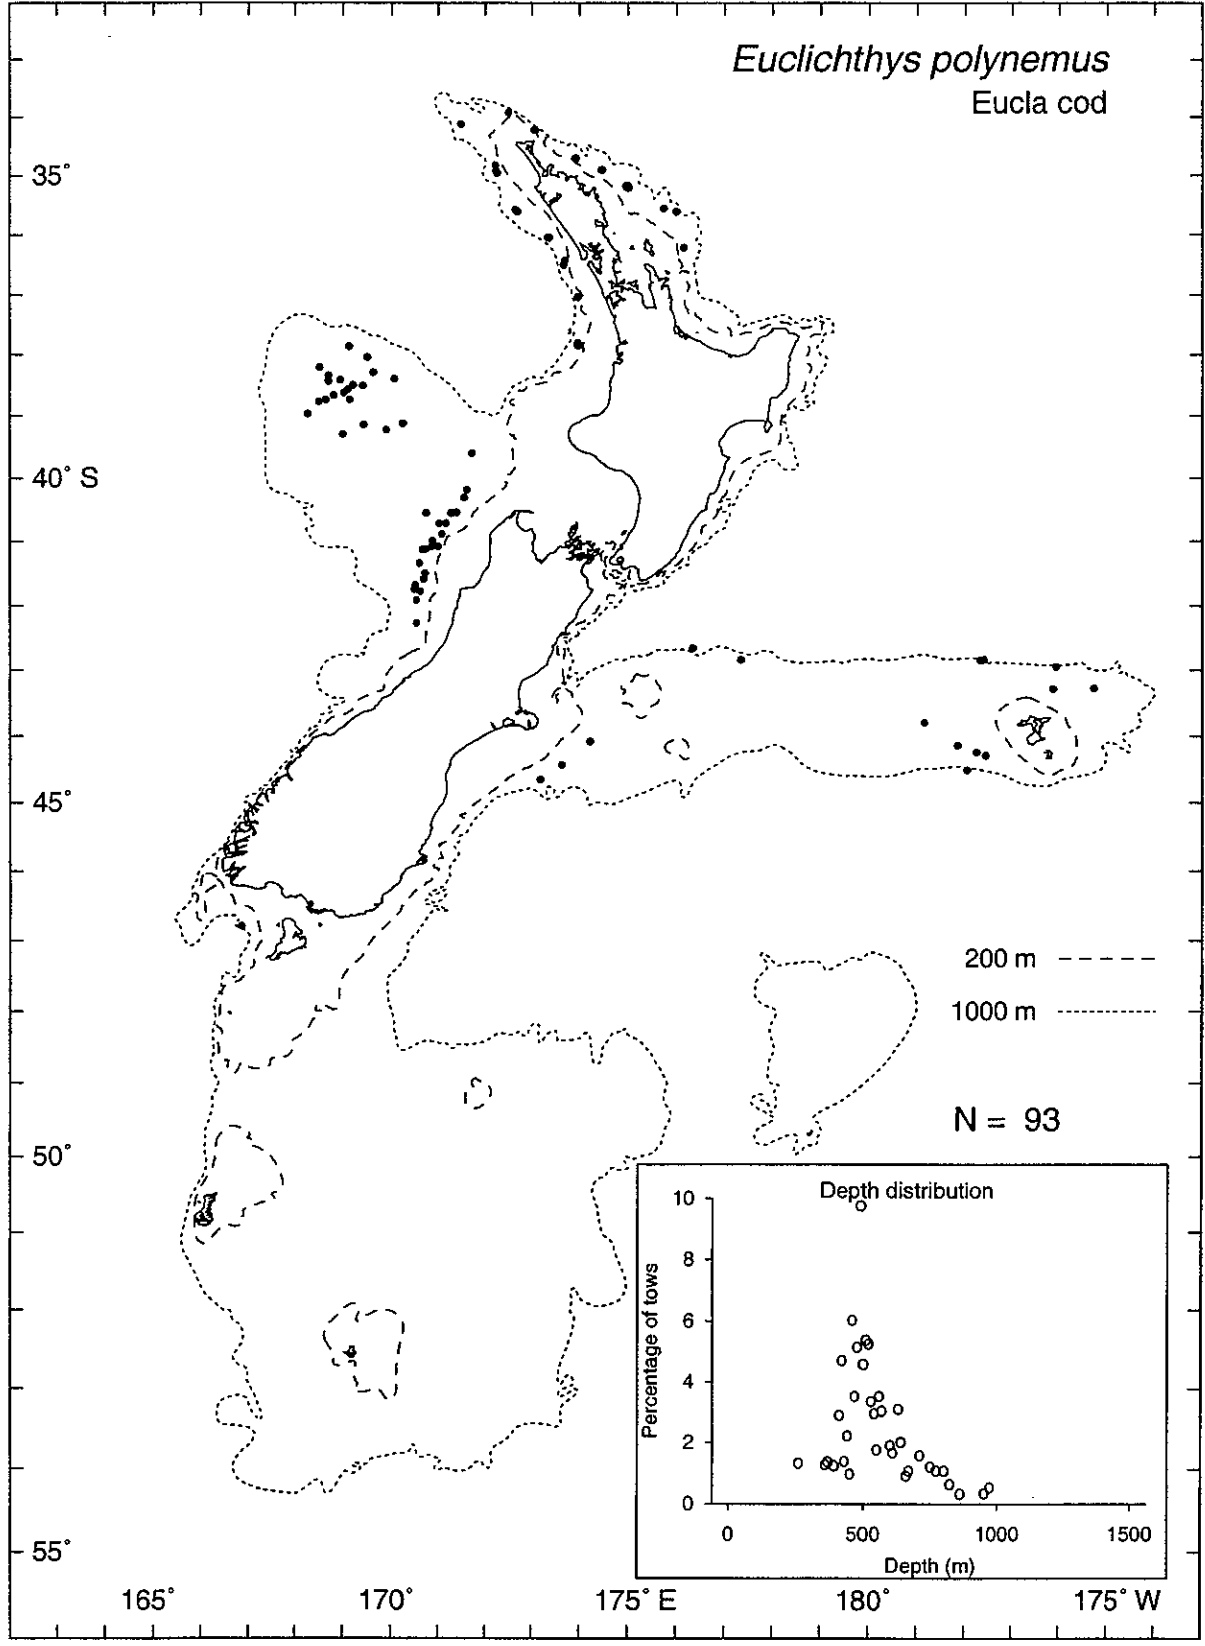 Euclichthys polynemus
Eucla cod
35°
40° S
45°
50°
55°
165°
170°
175° E
180°
175° W
200 m
1000 m
N = 93
Depth distribution
Percentage of tows
10
8
6
4
2
0
0
500
1000
1500
Depth (m)